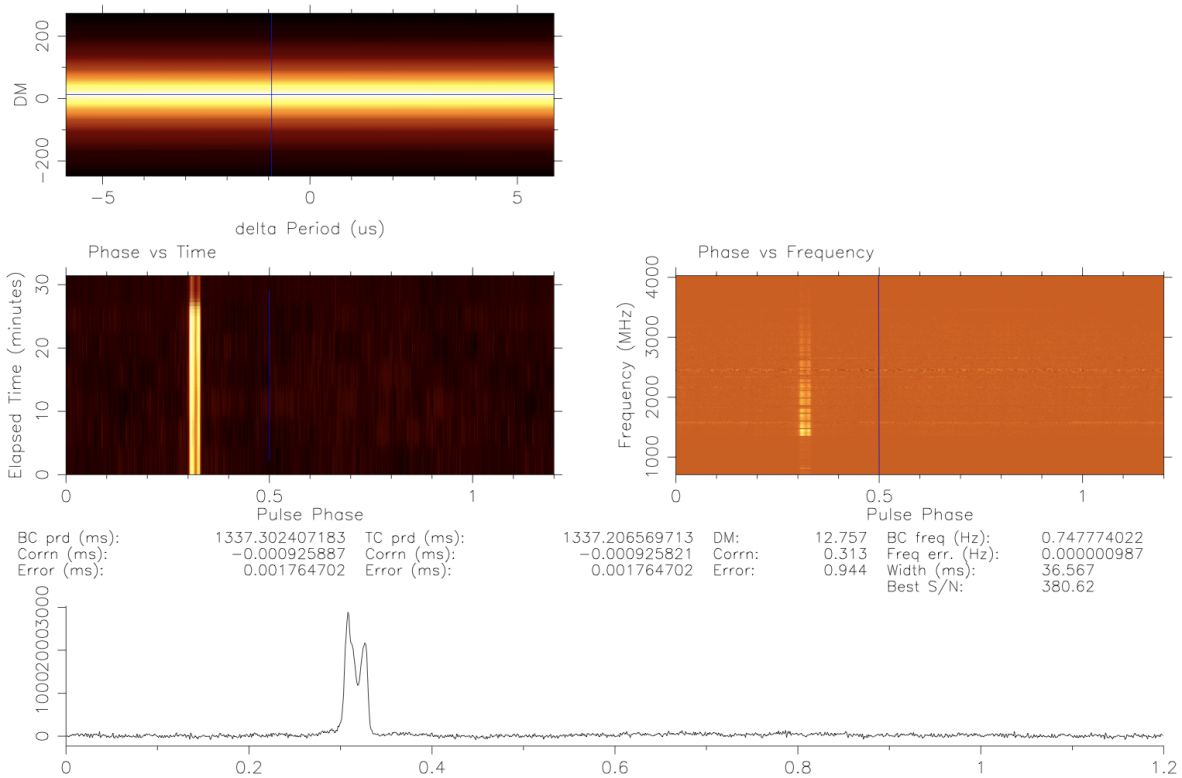 200
0
−200
DM
−5 0 5
delta Period (us)
Phase vs Time Phase vs Frequency
30
20
10
0
Elapsed Time (minutes)
0 0.5 1
Pulse Phase
4000
3000
2000
1000
Frequency (MHz)
0 0.5 1
Pulse Phase
BC prd (ms): 1337.302407183 TC prd (ms): 1337.206569713 DM: 12.757 BC freq (Hz): 0.747774022
Corrn (ms): −0.000925887 Corrn (ms): −0.000925821 Corrn: 0.313 Freq err. (Hz): 0.000000987
Error (ms): 0.001764702 Error (ms): 0.001764702 Error: 0.944 Width (ms): 36.567
Best S/N: 380.62
3000
2000
1000
0
0 0.2 0.4 0.6 0.8 1 1.2